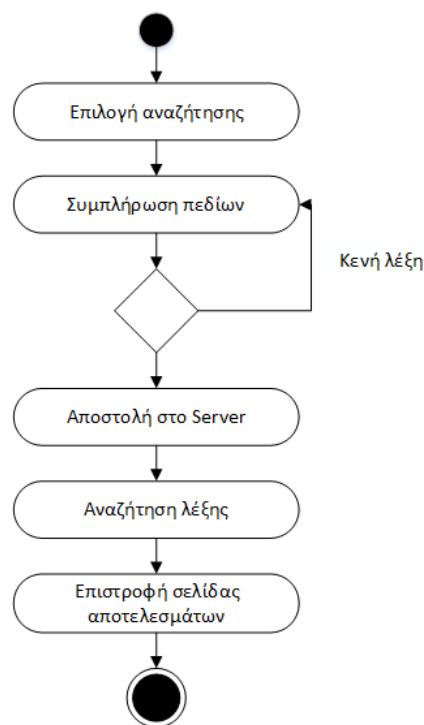 Επιλογή αναζήτησης
Συμπλήρωση πεδίων
Κενή λέξη
Αποστολή στο Server
Αναζήτηση λέξης
Επιστροφή σελίδας
αποτελεσμάτων